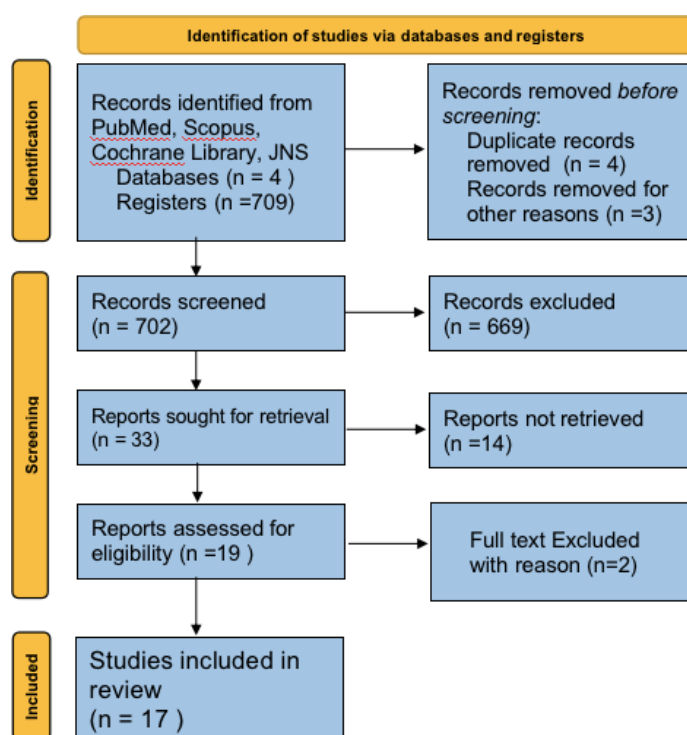 Identification of studies via databases and registers
Identification
Records identified from
PubMed, Scopus,
Cochrane Library, JNS
Databases (n = 4 )
Registers (n =709)
Records removed before
screening:
Duplicate records
removed (n = 4)
Records removed for
other reasons (n =3)
Screening
Records screened
(n = 702)
Records excluded
(n = 669)
Reports sought for retrieval
(n = 33)
Reports not retrieved
(n =14)
Reports assessed for
eligibility (n =19 )
Full text Excluded
with reason (n=2)
Included
Studies included in
review
(n = 17 )